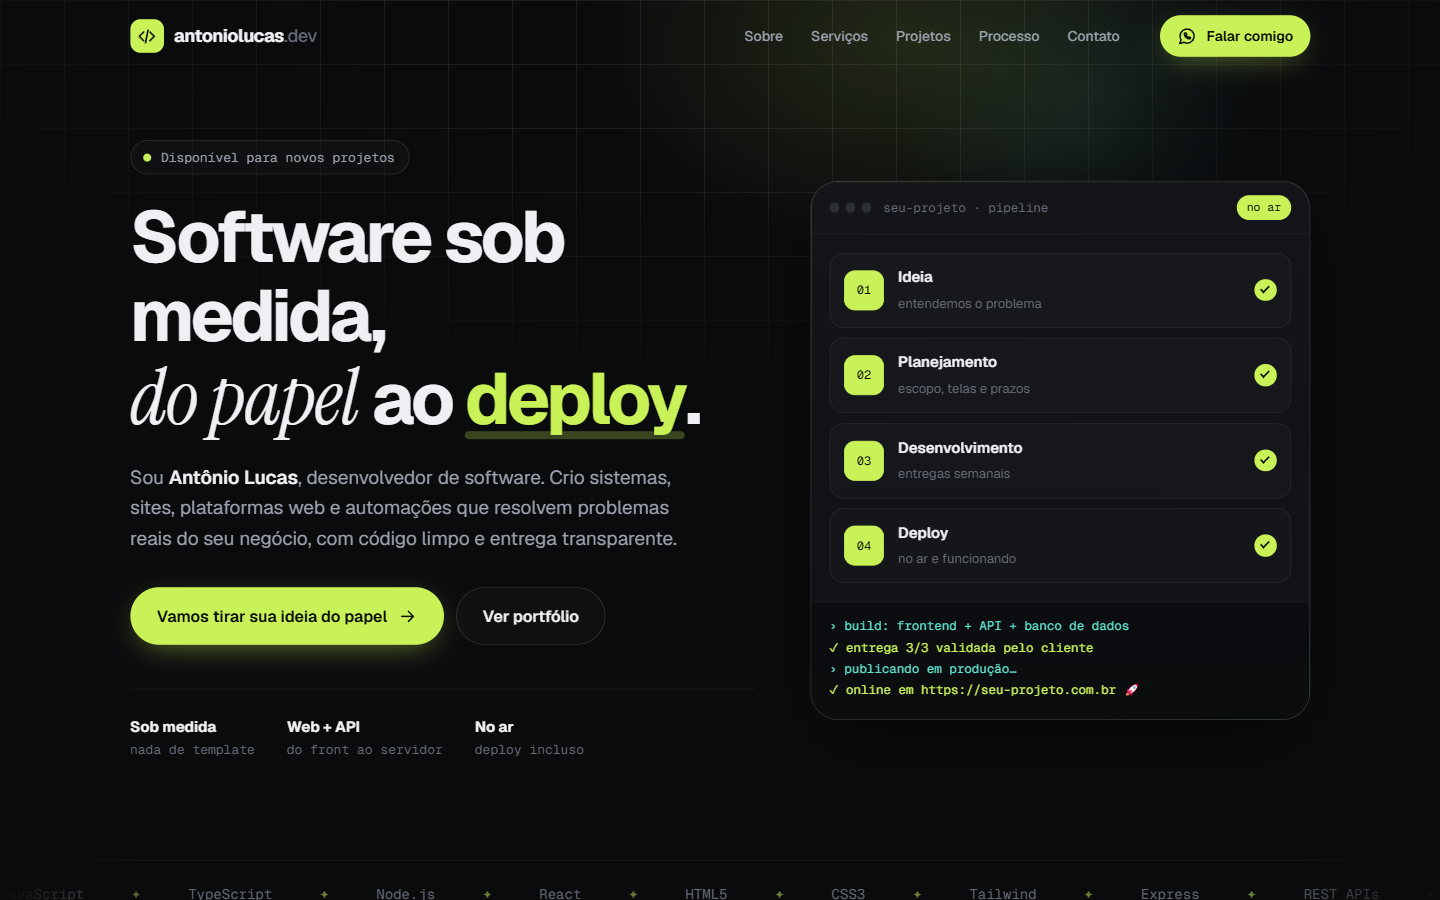 antoniolucas.dev
Sobre
Serviços
Projetos
Processo
Contato
Falar comigo
Disponível para novos projetos
Software sob
medida,
do papel ao deploy.
Sou Antônio Lucas, desenvolvedor de software. Crio sistemas,
sites, plataformas web e automações que resolvem problemas
reais do seu negócio, com código limpo e entrega transparente.
Vamos tirar sua ideia do papel →
Ver portfólio
Sob medida
nada de template
Web + API
do front ao servidor
No ar
deploy incluso
seu-projeto · pipeline
no ar
01
Ideia
entendemos o problema
02
Planejamento
escopo, telas e prazos
03
Desenvolvimento
entregas semanais
04
Deploy
no ar e funcionando
› build: frontend + API + banco de dados
✓ entrega 3/3 validada pelo cliente
› publicando em produção…
✓ online em https://seu-projeto.com.br 🚀
vaScript ✦ TypeScript ✦ Node.js ✦ React ✦ HTML5 ✦ CSS3 ✦ Tailwind ✦ Express ✦ REST APIs